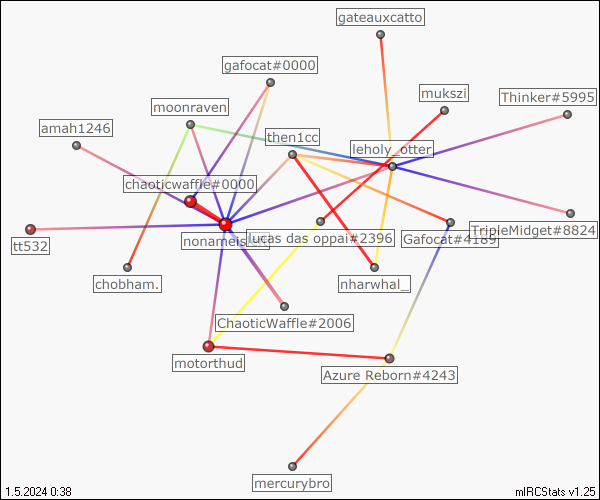 gateauxcatto
gafocat#0000
mukszi
Thinker#5995
moonraven
amah1246
then1cc
leholy_otter
chaoticwaffle#0000
tt532
lucas das oppai#2396
Gafocat#4189
TripleMidget#8824
chobham.
nharwhal_
ChaoticWaffle#2006
motorthud
Azure Reborn#4243
mercurybro
1.5.2024 0:38
mIRCStats v1.25